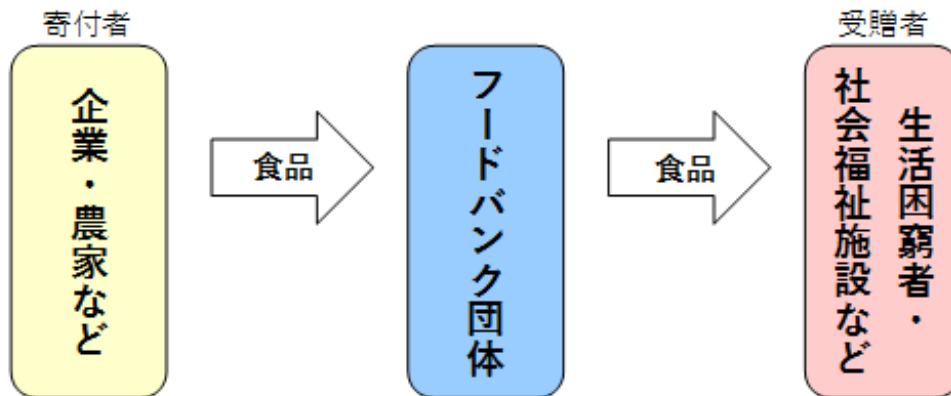 寄付者
企業・農家など
食品
フードバンク団体
食品
受贈者
生活困窮者・
社会福祉施設など